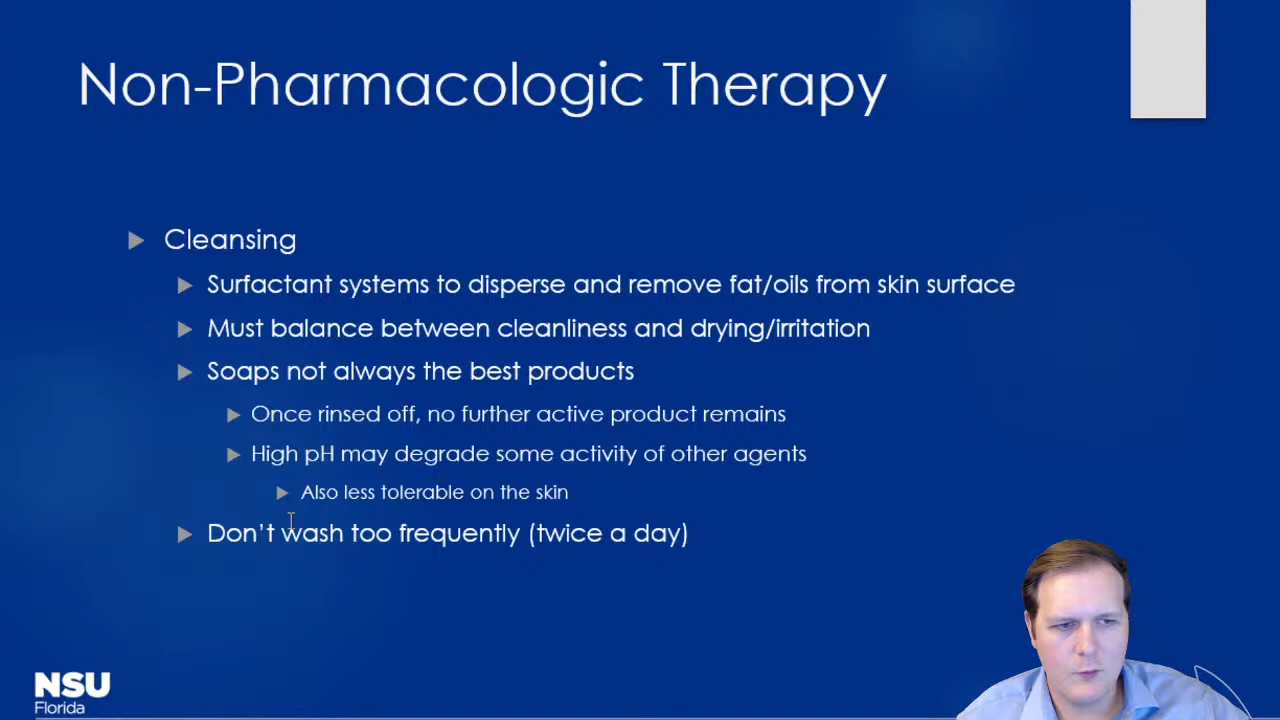 Non-Pharmacologic Therapy
Cleansing
Surfactant systems to disperse and remove fat/oils from skin surface
Must balance between cleanliness and drying/irritation
Soaps not always the best products
Once rinsed off, no further active product remains
High pH may degrade some activity of other agents
Also less tolerable on the skin
Don't wash too frequently (twice a day)
NSU
Florida